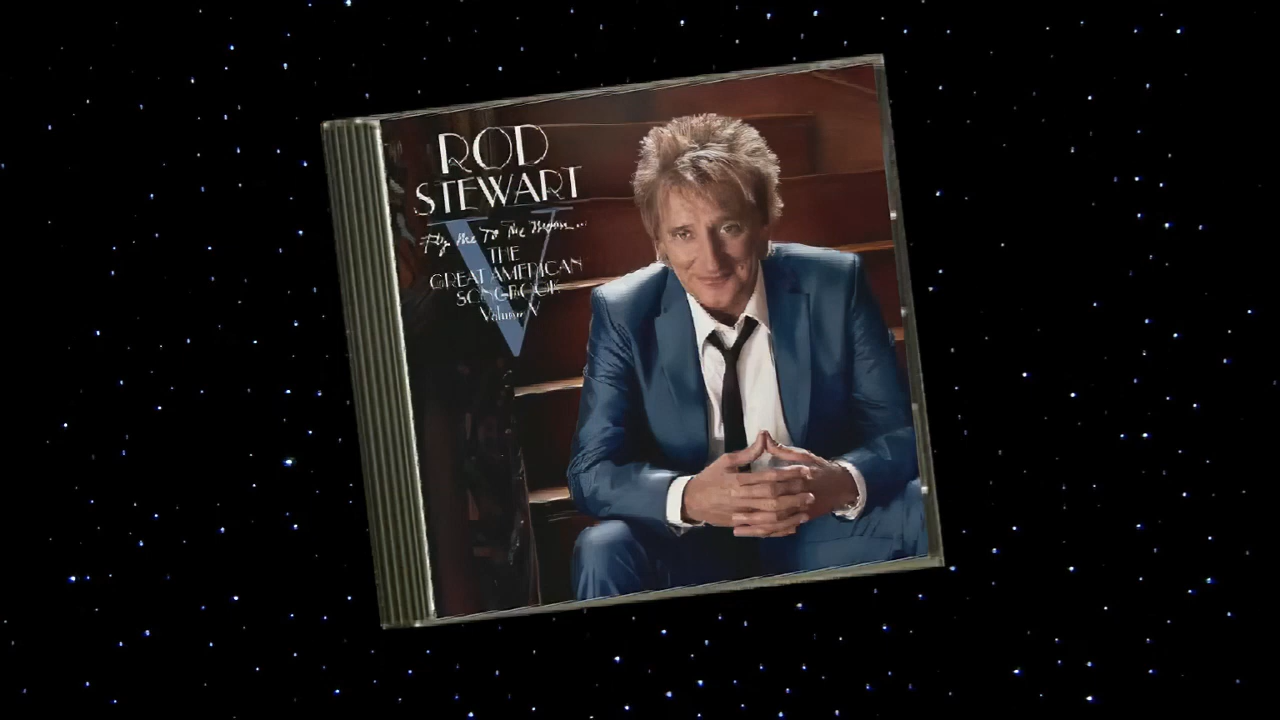 ROD
STEWART
V
Fly Me To The Moon...
THE
GREAT AMERICAN
SONGBOOK
Volume V